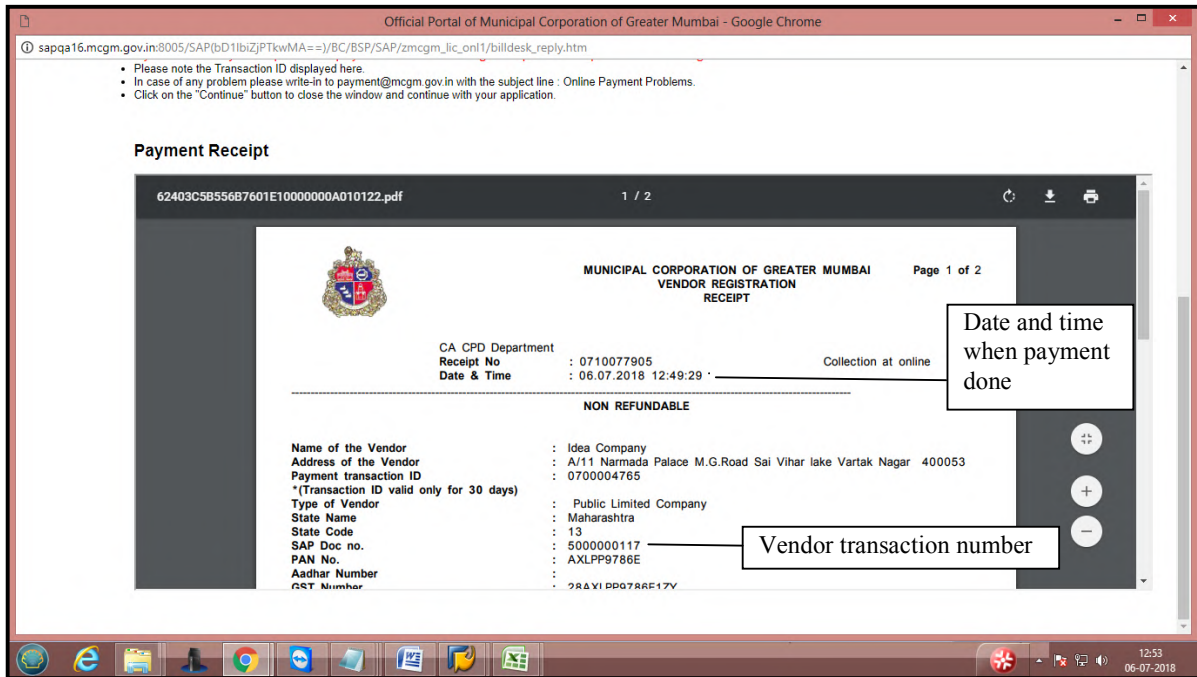 Official Portal of Municipal Corporation of Greater Mumbai - Google Chrome
sapqa16.mcgm.gov.in:8005/SAP(bD1lbiZjPTkwMA==)/BC/BSP/SAP/zmcgm_lic_onl1/billdesk_reply.htm
• Please note the Transaction ID displayed here.
• In case of any problem please write-in to payment@mcgm.gov.in with the subject line : Online Payment Problems.
• Click on the "Continue" button to close the window and continue with your application.
Payment Receipt
62403C5B556B7601E10000000A010122.pdf 1 / 2
MUNICIPAL CORPORATION OF GREATER MUMBAI Page 1 of 2
VENDOR REGISTRATION
RECEIPT
Date and time
when payment
done
CA CPD Department
Receipt No : 0710077905 Collection at online
Date & Time : 06.07.2018 12:49:29
NON REFUNDABLE
Name of the Vendor : Idea Company
Address of the Vendor : A/11 Narmada Palace M.G.Road Sai Vihar lake Vartak Nagar 400053
Payment transaction ID : 0700004765
*(Transaction ID valid only for 30 days)
Type of Vendor : Public Limited Company
State Name : Maharashtra
State Code : 13
SAP Doc no. : 5000000117
Vendor transaction number
PAN No. : AXLPP9786E
Aadhar Number :
GST Number : 28AXLPP9786E1ZY
12:53
06-07-2018